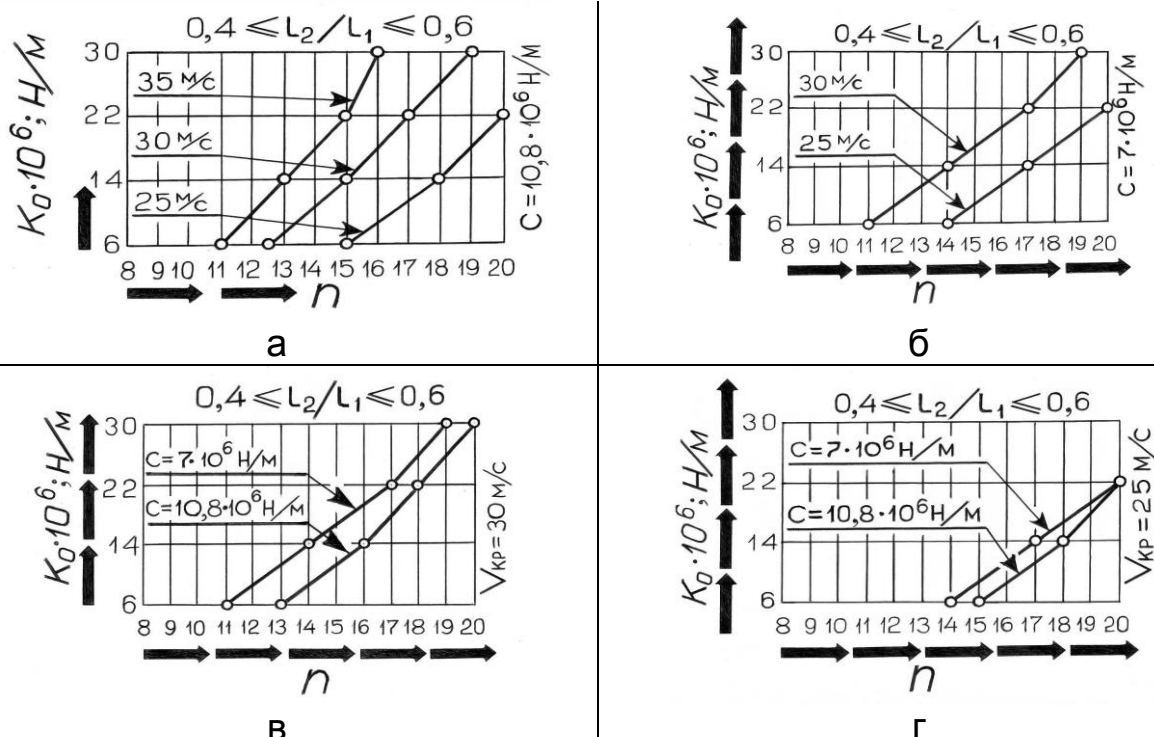 0,4 ≤ L₂/L₁ ≤ 0,6
K₀·10⁶; Н/М
30
22
14
6
35 М/С
30 М/С
25 М/С
C = 10,8·10⁶ Н/М
8 9 10 11 12 13 14 15 16 17 18 19 20
n
а
0,4 ≤ L₂/L₁ ≤ 0,6
K₀·10⁶; Н/М
30
22
14
6
30 М/С
25 М/С
C = 7·10⁶ Н/М
8 9 10 11 12 13 14 15 16 17 18 19 20
n
б
0,4 ≤ L₂/L₁ ≤ 0,6
K₀·10⁶; Н/М
30
22
14
6
C=7·10⁶ Н/М
C=10,8·10⁶Н/М
Vкр = 30 М/С
8 9 10 11 12 13 14 15 16 17 18 19 20
n
в
0,4 ≤ L₂/L₁ ≤ 0,6
K₀·10⁶; Н/М
30
22
14
6
C=7·10⁶Н/М
C=10,8·10⁶Н/М
Vкр = 25 М/С
8 9 10 11 12 13 14 15 16 17 18 19 20
n
г